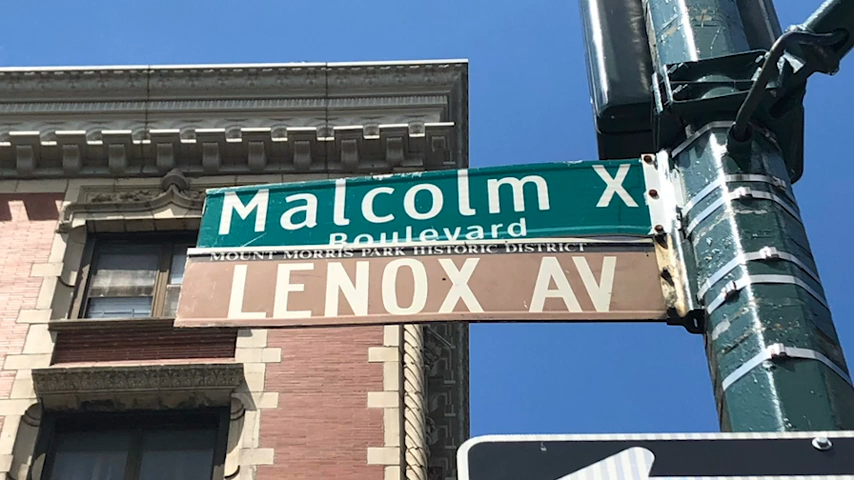 Malcolm X
Boulevard
MOUNT MORRIS PARK HISTORIC DISTRICT
LENOX AV